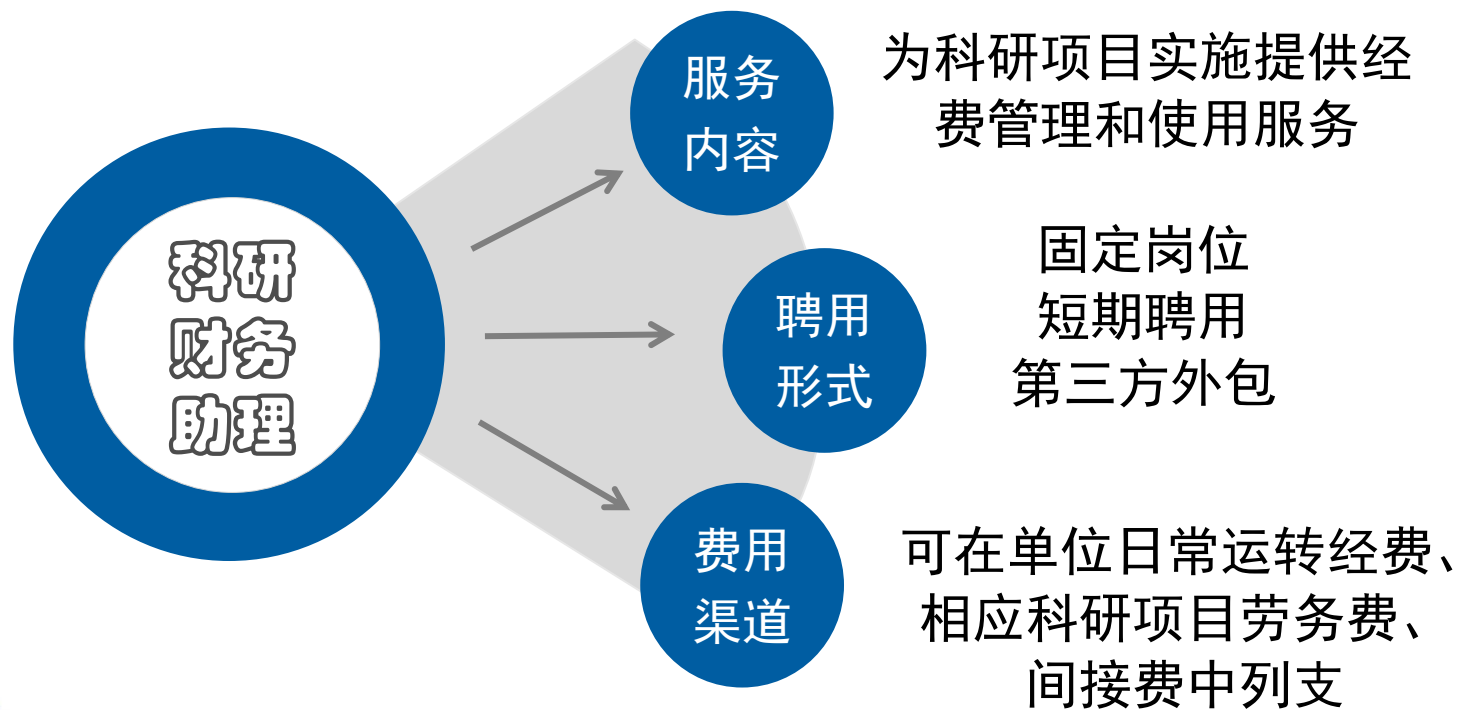 科研
财务
助理
服务
内容
为科研项目实施提供经
费管理和使用服务
聘用
形式
固定岗位
短期聘用
第三方外包
费用
渠道
可在单位日常运转经费、
相应科研项目劳务费、
间接费中列支